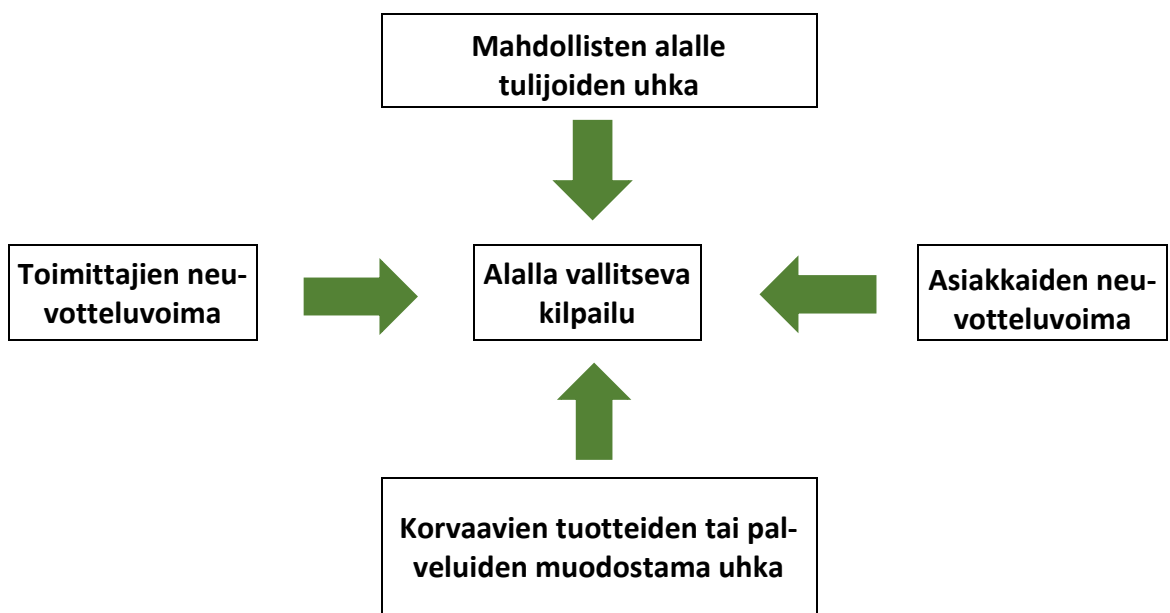 Mahdollisten alalle
tulijoiden uhka
Toimittajien neu-
votteluvoima
Alalla vallitseva
kilpailu
Asiakkaiden neu-
votteluvoima
Korvaavien tuotteiden tai pal-
veluiden muodostama uhka